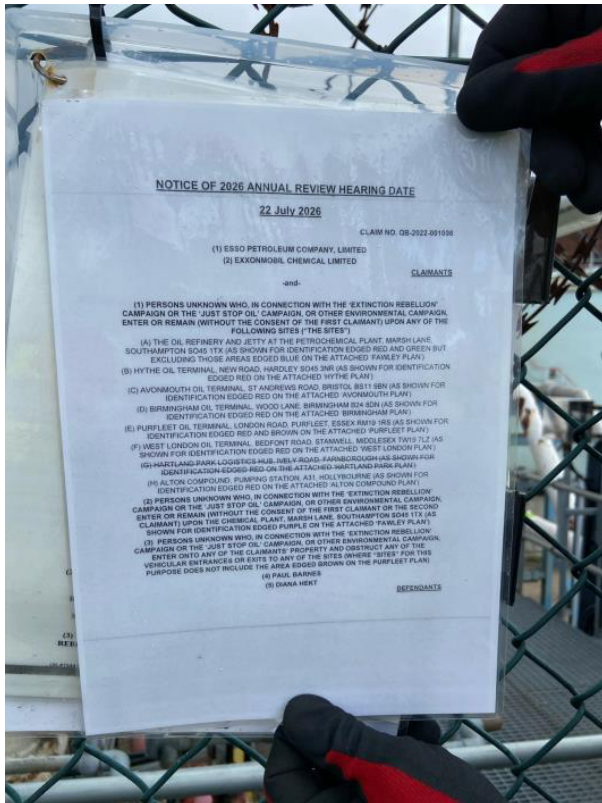 NOTICE OF 2026 ANNUAL REVIEW HEARING DATE
22 July 2026
CLAIM NO. QB-2022-001098
(1) ESSO PETROLEUM COMPANY, LIMITED
(2) EXXONMOBIL CHEMICAL LIMITED
CLAIMANTS
-and-
(1) PERSONS UNKNOWN WHO, IN CONNECTION WITH THE 'EXTINCTION REBELLION'
CAMPAIGN OR THE 'JUST STOP OIL' CAMPAIGN, OR OTHER ENVIRONMENTAL CAMPAIGN,
ENTER OR REMAIN (WITHOUT THE CONSENT OF THE FIRST CLAIMANT) UPON ANY OF THE
FOLLOWING SITES ("THE SITES")
(A) THE OIL REFINERY AND JETTY AT THE PETROCHEMICAL PLANT, MARSH LANE,
SOUTHAMPTON SO45 1TX (AS SHOWN FOR IDENTIFICATION EDGED RED AND GREEN BUT
EXCLUDING THOSE AREAS EDGED BLUE ON THE ATTACHED 'FAWLEY PLAN')
(B) HYTHE OIL TERMINAL, NEW ROAD, HARDLEY SO45 3NR (AS SHOWN FOR IDENTIFICATION
EDGED RED ON THE ATTACHED 'HYTHE PLAN')
(C) AVONMOUTH OIL TERMINAL, ST ANDREWS ROAD, BRISTOL BS11 9BN (AS SHOWN FOR
IDENTIFICATION EDGED RED ON THE ATTACHED 'AVONMOUTH PLAN')
(D) BIRMINGHAM OIL TERMINAL, WOOD LANE, BIRMINGHAM B24 8DN (AS SHOWN FOR
IDENTIFICATION EDGED RED ON THE ATTACHED 'BIRMINGHAM PLAN')
(E) PURFLEET OIL TERMINAL, LONDON ROAD, PURFLEET, ESSEX RM19 1RS (AS SHOWN FOR
IDENTIFICATION EDGED RED AND BROWN ON THE ATTACHED 'PURFLEET PLAN')
(F) WEST LONDON OIL TERMINAL, BEDFONT ROAD, STANWELL, MIDDLESEX TW19 7LZ (AS
SHOWN FOR IDENTIFICATION EDGED RED ON THE ATTACHED 'WEST LONDON PLAN')
(G) HARTLAND PARK LOGISTICS HUB, IVELY ROAD, FARNBOROUGH (AS SHOWN FOR
IDENTIFICATION EDGED RED ON THE ATTACHED 'HARTLAND PARK PLAN')
(H) ALTON COMPOUND, PUMPING STATION, A31, HOLLYBOURNE (AS SHOWN FOR
IDENTIFICATION EDGED RED ON THE ATTACHED 'ALTON COMPOUND PLAN')
(2) PERSONS UNKNOWN WHO, IN CONNECTION WITH THE 'EXTINCTION REBELLION'
CAMPAIGN OR THE 'JUST STOP OIL' CAMPAIGN, OR OTHER ENVIRONMENTAL CAMPAIGN,
ENTER OR REMAIN (WITHOUT THE CONSENT OF THE FIRST CLAIMANT OR THE SECOND
CLAIMANT) UPON THE CHEMICAL PLANT, MARSH LANE, SOUTHAMPTON SO45 1TX (AS
SHOWN FOR IDENTIFICATION EDGED PURPLE ON THE ATTACHED 'FAWLEY PLAN')
(3) PERSONS UNKNOWN WHO, IN CONNECTION WITH THE 'EXTINCTION REBELLION'
CAMPAIGN OR THE 'JUST STOP OIL' CAMPAIGN, OR OTHER ENVIRONMENTAL CAMPAIGN,
ENTER ONTO ANY OF THE CLAIMANTS' PROPERTY AND OBSTRUCT ANY OF THE
VEHICULAR ENTRANCES OR EXITS TO ANY OF THE SITES (WHERE "SITES" FOR THIS
PURPOSE DOES NOT INCLUDE THE AREA EDGED BROWN ON THE PURFLEET PLAN)
(4) PAUL BARNES
(5) DIANA HEKT
DEFENDANTS